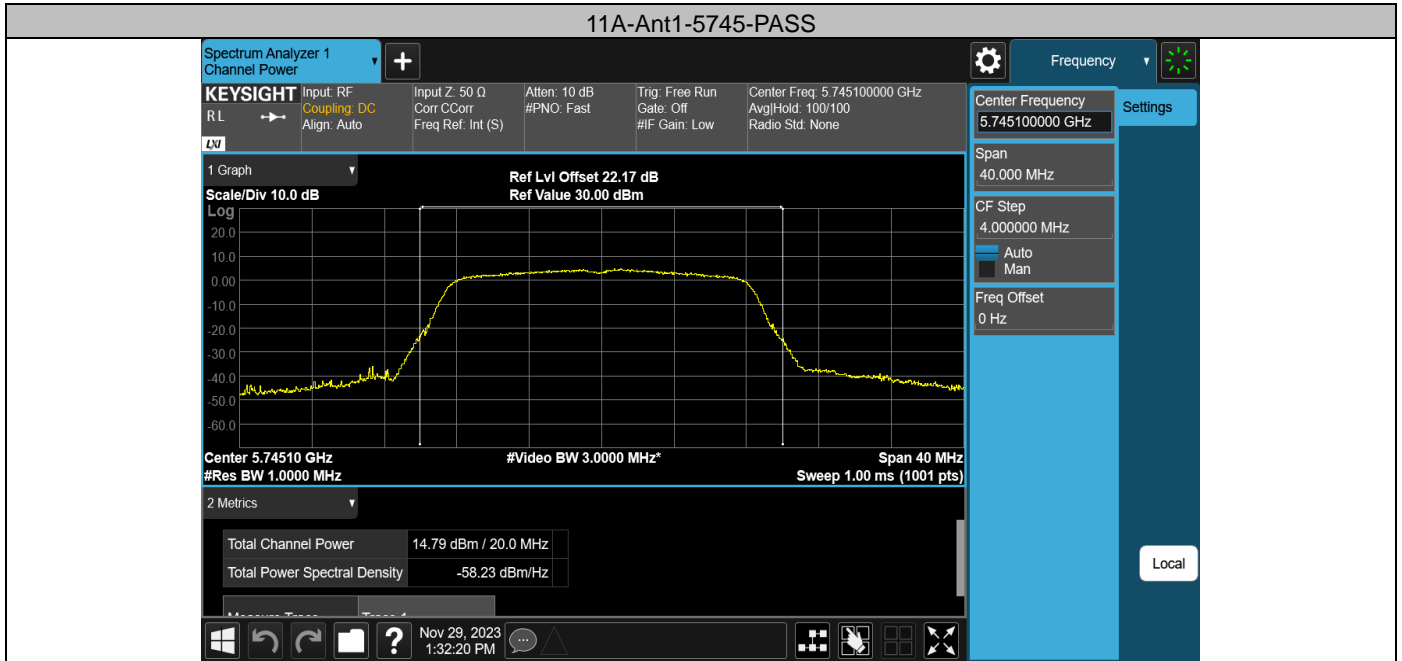 11A-Ant1-5745-PASS
Spectrum Analyzer 1
Channel Power
Frequency
KEYSIGHT
R L
LXI
Input: RF
Coupling: DC
Align: Auto
Input Z: 50 Ω
Corr CCorr
Freq Ref: Int (S)
Atten: 10 dB
#PNO: Fast
Trig: Free Run
Gate: Off
#IF Gain: Low
Center Freq: 5.745100000 GHz
Avg|Hold: 100/100
Radio Std: None
Center Frequency
5.745100000 GHz
Settings
Span
40.000 MHz
CF Step
4.000000 MHz
Auto
Man
Freq Offset
0 Hz
1 Graph
Scale/Div 10.0 dB
Ref Lvl Offset 22.17 dB
Ref Value 30.00 dBm
Log
20.0
10.0
0.00
-10.0
-20.0
-30.0
-40.0
-50.0
-60.0
Center 5.74510 GHz
#Video BW 3.0000 MHz*
Span 40 MHz
#Res BW 1.0000 MHz
Sweep 1.00 ms (1001 pts)
2 Metrics
Total Channel Power 14.79 dBm / 20.0 MHz
Total Power Spectral Density -58.23 dBm/Hz
Measure Trace Trace 1
Local
?
Nov 29, 2023
1:32:20 PM